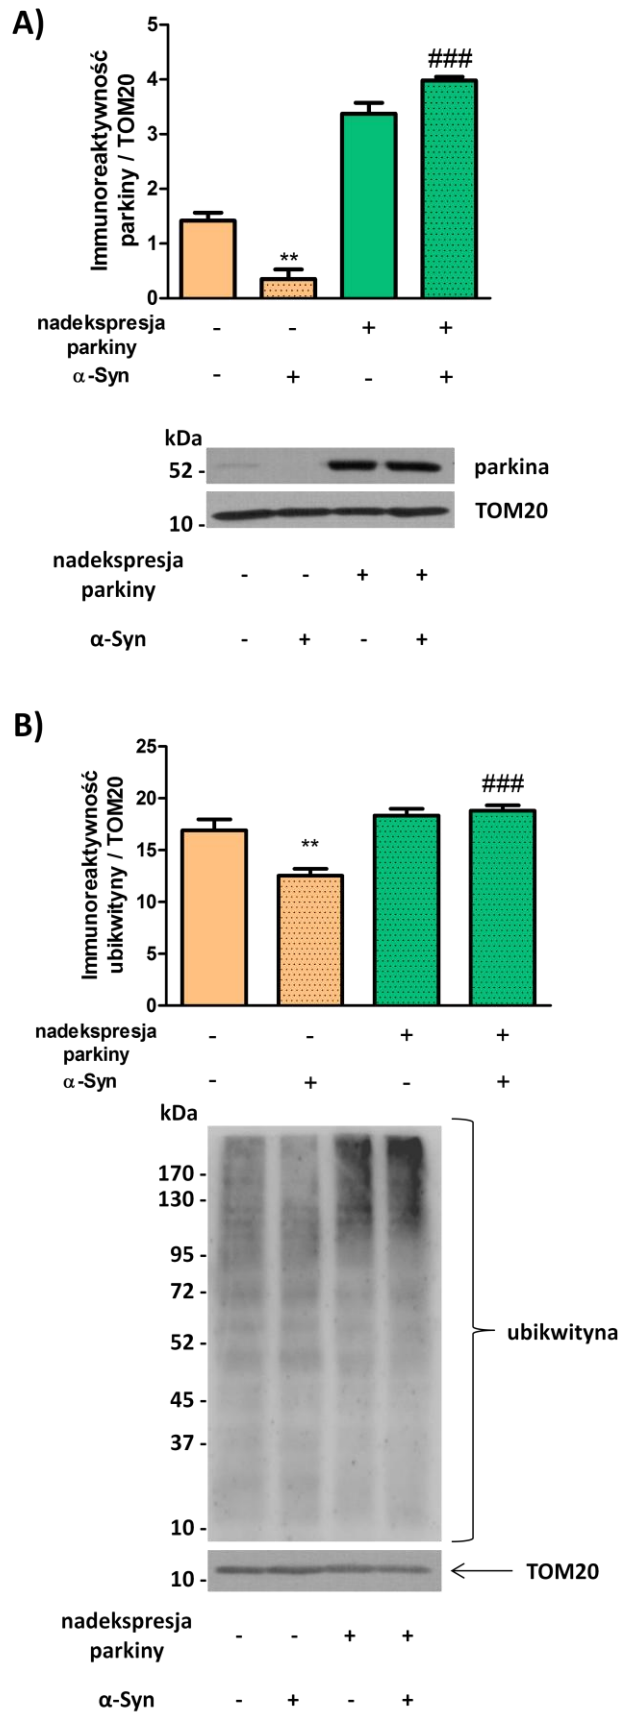 A)
Immunoreaktywność
parkiny / TOM20
5
4
3
2
1
0
**
###
nadekspresja
parkiny
- - + +
α-Syn - + - +
kDa
52 -
parkina
10 -
TOM20
nadekspresja
parkiny
- - + +
α-Syn - + - +
B)
Immunoreaktywność
ubikwityny / TOM20
25
20
15
10
5
0
**
###
nadekspresja
parkiny
- - + +
α-Syn - + - +
kDa
170 -
130 -
95 -
72 -
52 -
45 -
37 -
10 -
ubikwityna
10 -
TOM20
nadekspresja
parkiny
- - + +
α-Syn - + - +